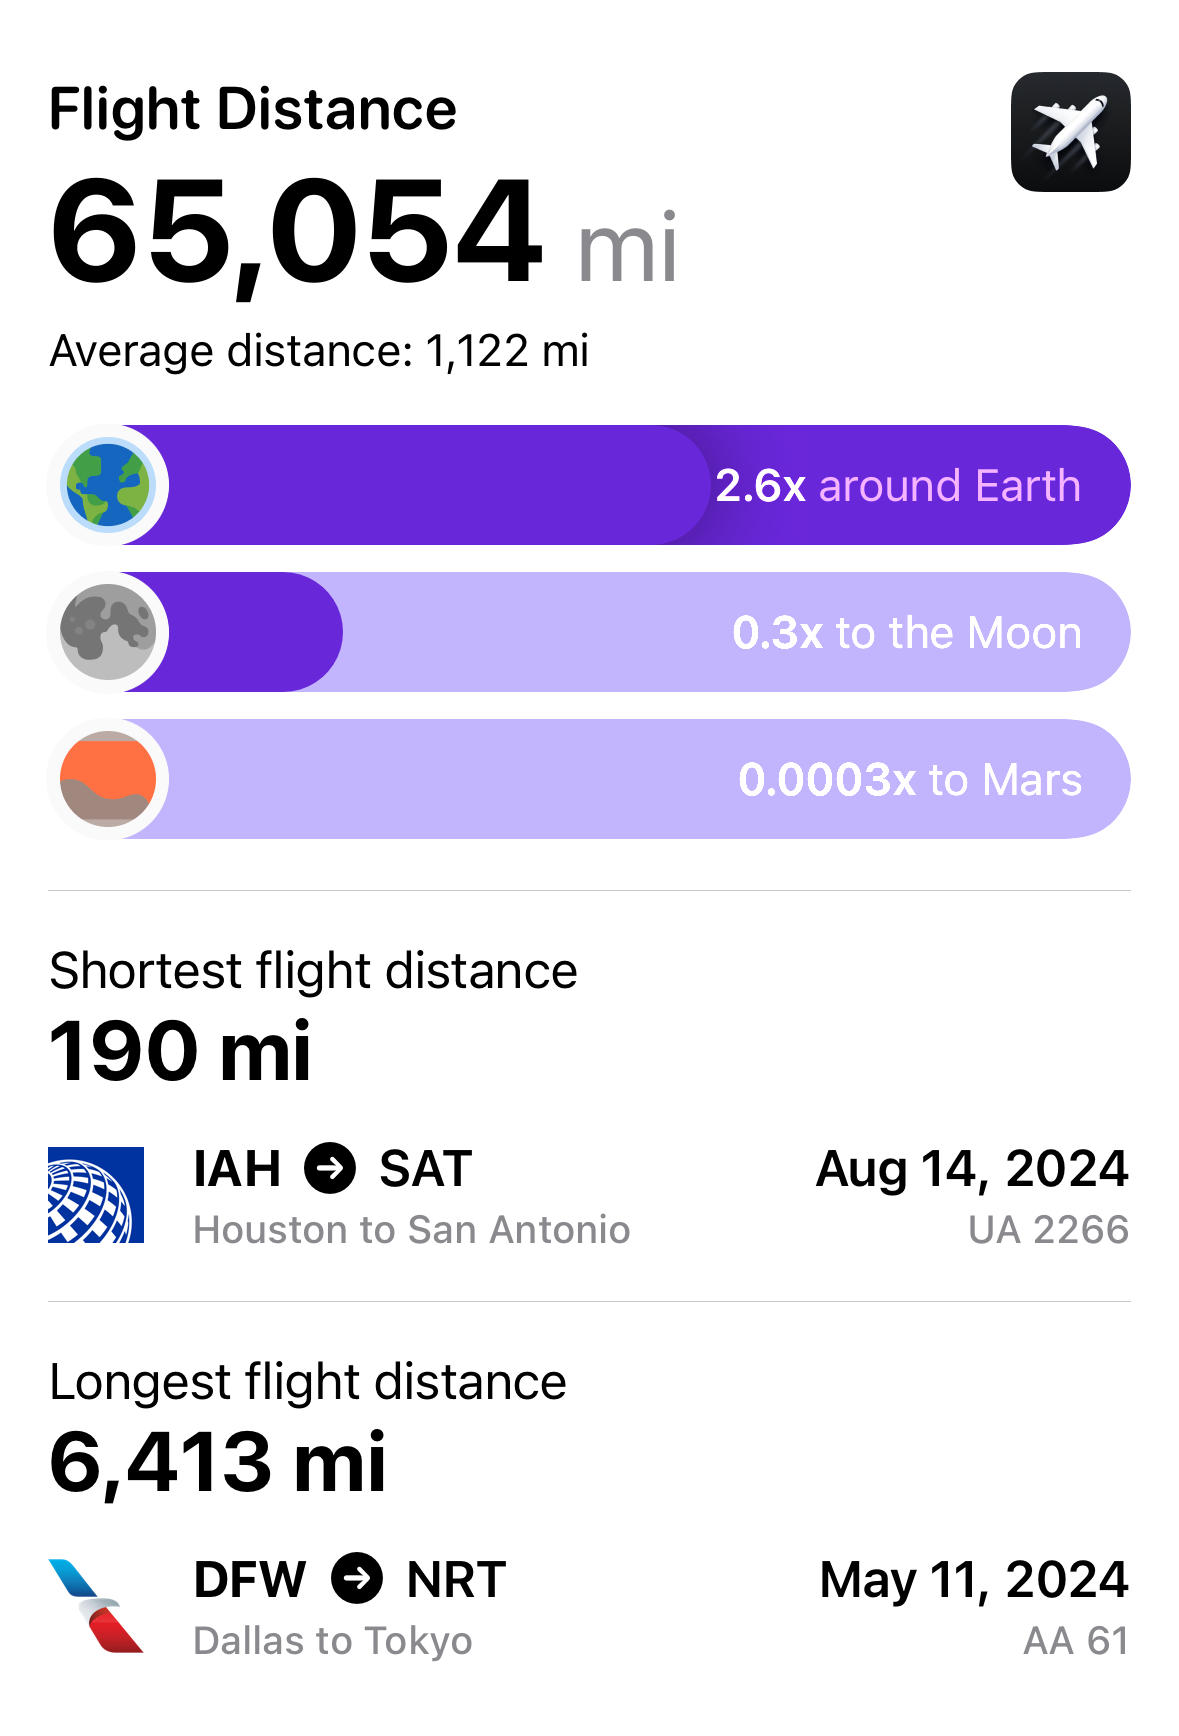 Flight Distance
65,054 mi
Average distance: 1,122 mi
2.6x around Earth
0.3x to the Moon
0.0003x to Mars
Shortest flight distance
190 mi
IAH SAT Aug 14, 2024
Houston to San Antonio UA 2266
Longest flight distance
6,413 mi
DFW NRT May 11, 2024
Dallas to Tokyo AA 61